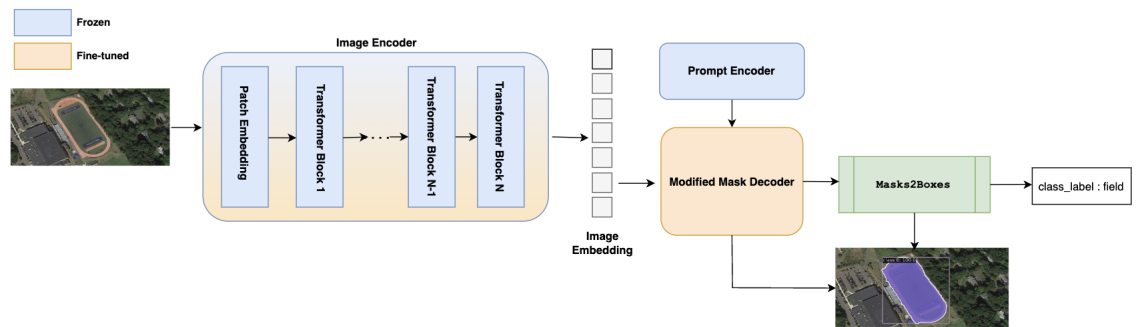 Frozen
Fine-tuned
Image Encoder
Patch Embedding
Transformer Block 1
...
Transformer Block N-1
Transformer Block N
Image
Embedding
Prompt Encoder
Modified Mask Decoder
Masks2Boxes
class_label : field